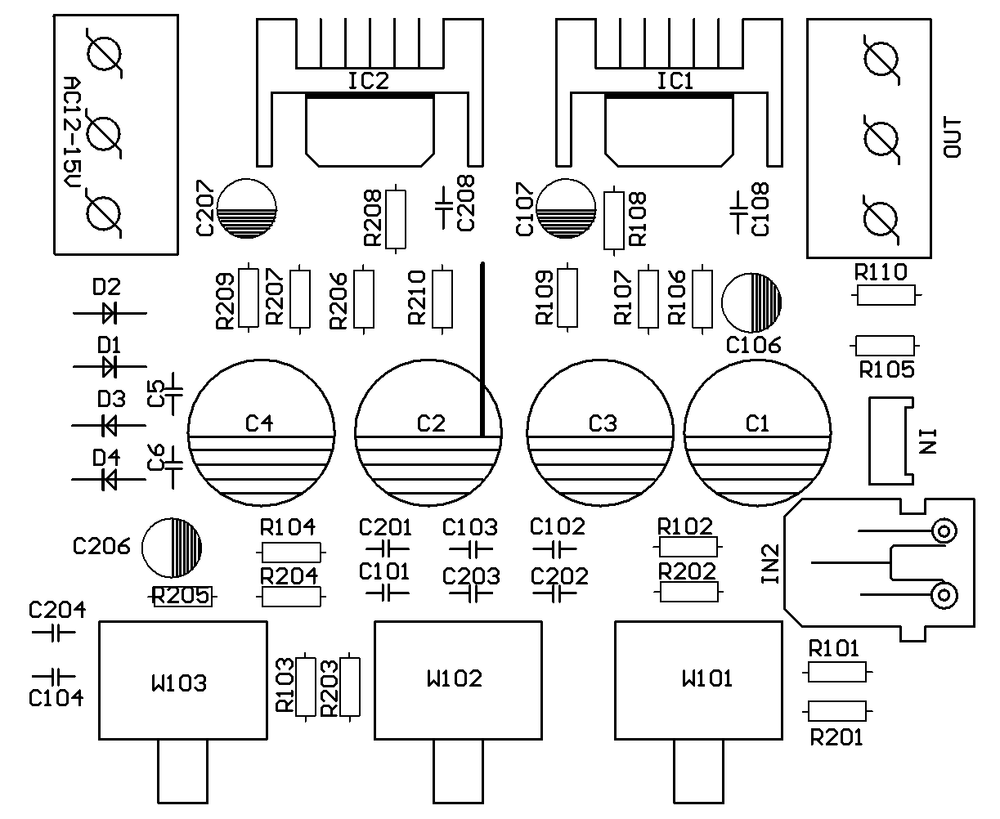 IC2
IC1
AC12-15V
OUT
C207
R208
C208
C107
R108
C108
R209
R207
R206
R210
R109
R107
R106
C106
R110
R105
D2
D1
D3
D4
C5
C6
C4
C2
C3
C1
IN
C206
R104
C201
C103
C102
R102
R204
C101
C203
C202
R202
IN2
R205
C204
C104
W103
R103
R203
W102
W101
R101
R201